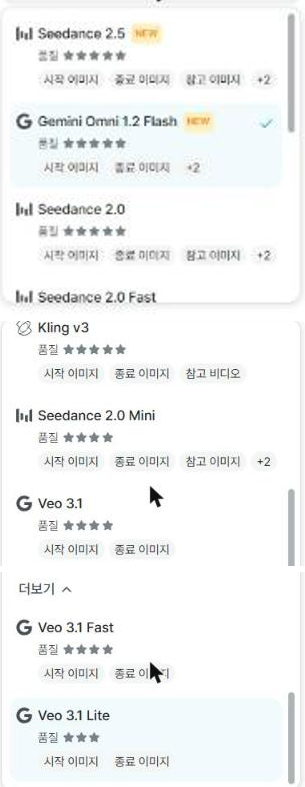 Seedance 2.5 NEW
품질 ★★★★★
시작 이미지 종료 이미지 참고 이미지 +2
Gemini Omni 1.2 Flash NEW
품질 ★★★★★
시작 이미지 종료 이미지 +2
Seedance 2.0
품질 ★★★★★
시작 이미지 종료 이미지 참고 이미지 +2
Seedance 2.0 Fast
Kling v3
품질 ★★★★★
시작 이미지 종료 이미지 참고 비디오
Seedance 2.0 Mini
품질 ★★★★
시작 이미지 종료 이미지 참고 이미지 +2
Veo 3.1
품질 ★★★★
시작 이미지 종료 이미지
더보기
Veo 3.1 Fast
품질 ★★★★
시작 이미지 종료 이미지
Veo 3.1 Lite
품질 ★★★
시작 이미지 종료 이미지